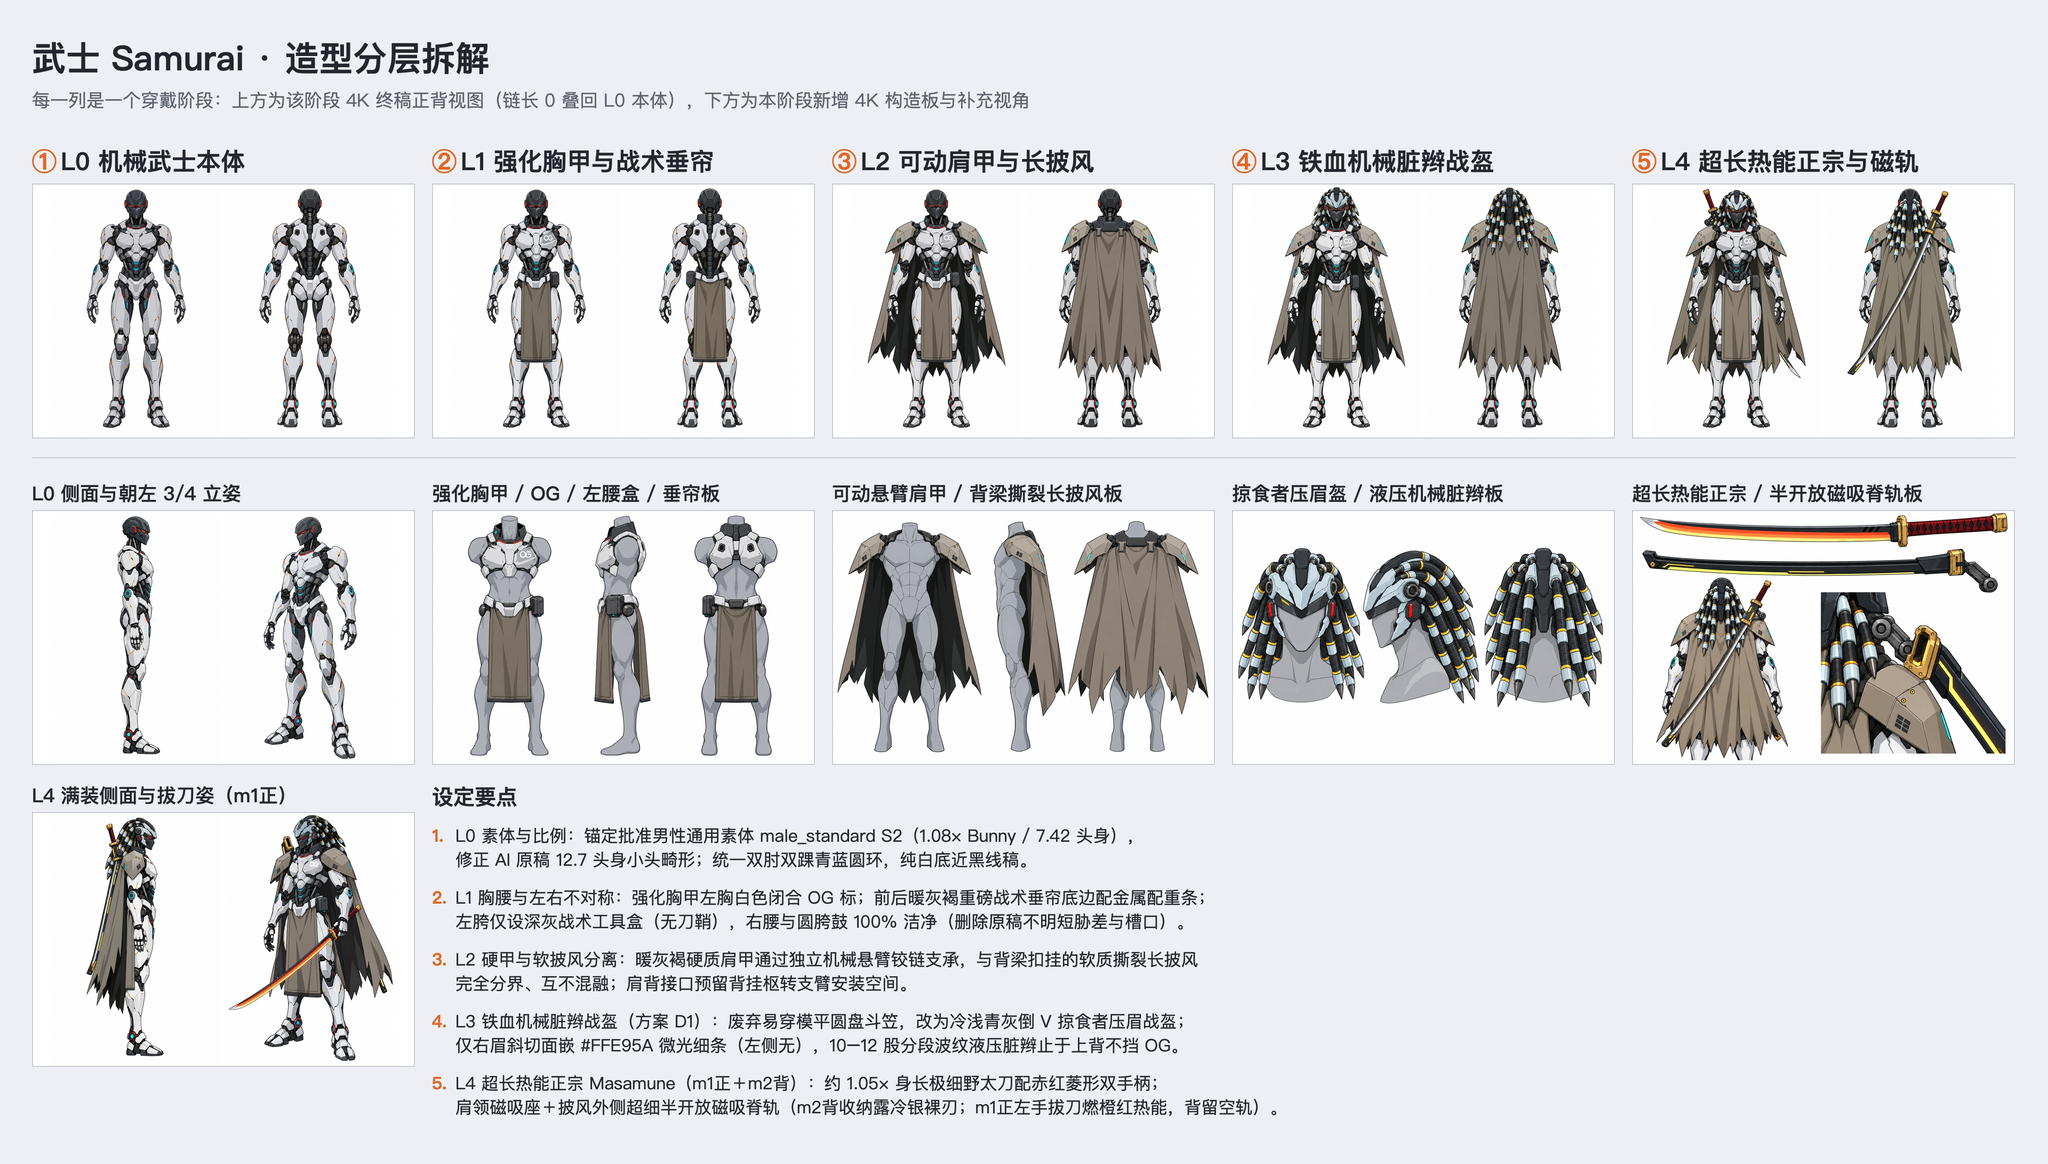 武士 Samurai · 造型分层拆解
每一列是一个穿戴阶段：上方为该阶段 4K 终稿正背视图（链长 0 叠回 L0 本体），下方为本阶段新增 4K 构造板与补充视角
① L0 机械武士本体
② L1 强化胸甲与战术垂帘
③ L2 可动肩甲与长披风
④ L3 铁血机械脏辫战盔
⑤ L4 超长热能正宗与磁轨
OG
OG
OG
OG
L0 侧面与朝左 3/4 立姿
强化胸甲 / OG / 左腰盒 / 垂帘板
可动悬臂肩甲 / 背梁撕裂长披风板
掠食者压眉盔 / 液压机械脏辫板
超长热能正宗 / 半开放磁吸脊轨板
OG
L4 满装侧面与拔刀姿（m1正）
设定要点
1. L0 素体与比例：锚定批准男性通用素体 male_standard S2（1.08× Bunny / 7.42 头身），
修正 AI 原稿 12.7 头身小头畸形；统一双肘双踝青蓝圆环，纯白底近黑线稿。
2. L1 胸腰与左右不对称：强化胸甲左胸白色闭合 OG 标；前后暖灰褐重磅战术垂帘底边配金属配重条；
左胯仅设深灰战术工具盒（无刀鞘），右腰与圆胯鼓 100% 洁净（删除原稿不明短胁差与槽口）。
3. L2 硬甲与软披风分离：暖灰褐硬质肩甲通过独立机械悬臂铰链支承，与背梁扣挂的软质撕裂长披风
完全分界、互不混融；肩背接口预留背挂枢转支臂安装空间。
4. L3 铁血机械脏辫战盔（方案 D1）：废弃易穿模平圆盘斗笠，改为冷浅青灰倒 V 掠食者压眉战盔；
仅右眉斜切面嵌 #FFE95A 微光细条（左侧无），10—12 股分段波纹液压脏辫止于上背不挡 OG。
5. L4 超长热能正宗 Masamune（m1正＋m2背）：约 1.05× 身长极细野太刀配赤红菱形双手柄；
肩领磁吸座＋披风外侧超细半开放磁吸脊轨（m2背收纳露冷银裸刃；m1正左手拔刀燃橙红热能，背留空轨）。